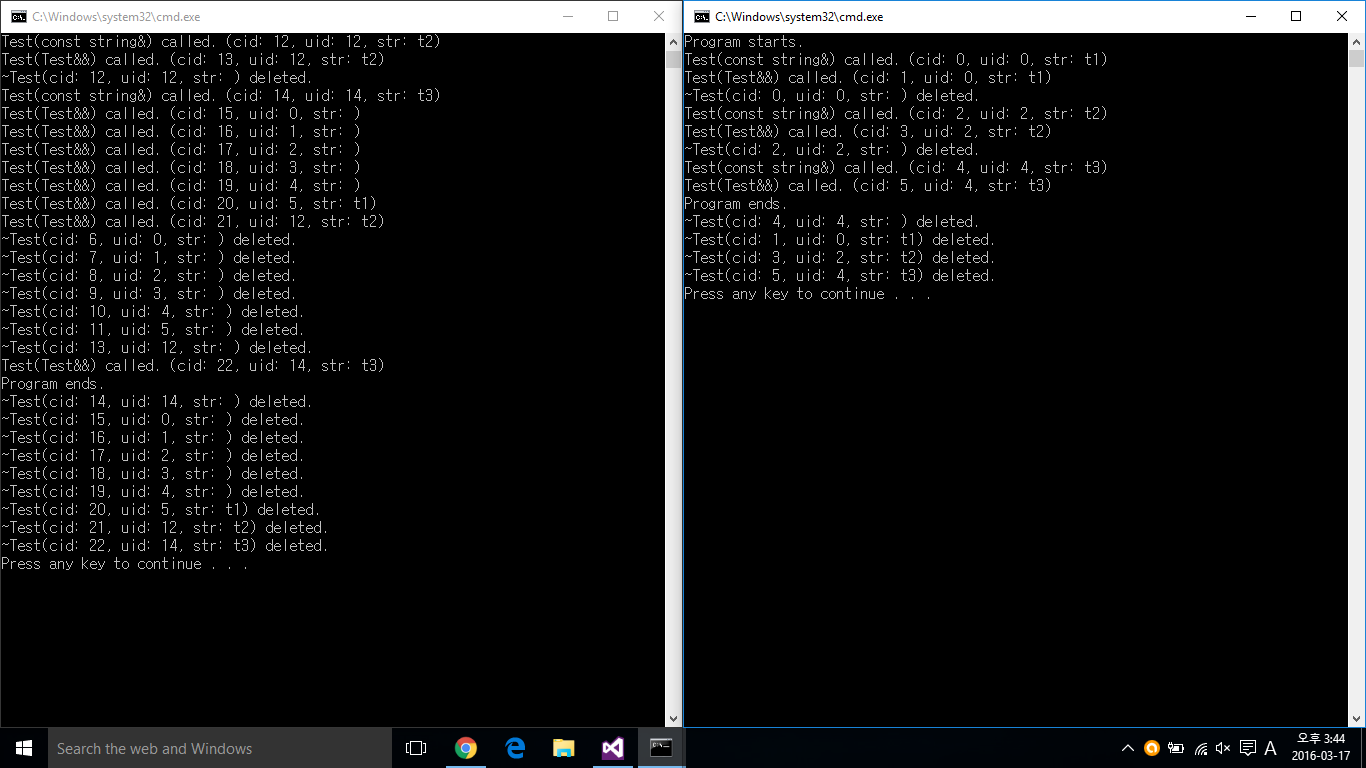 C:\Windows\system32\cmd.exe
Test(const string&) called. (cid: 12, uid: 12, str: t2)
Test(Test&&) called. (cid: 13, uid: 12, str: t2)
~Test(cid: 12, uid: 12, str: ) deleted.
Test(const string&) called. (cid: 14, uid: 14, str: t3)
Test(Test&&) called. (cid: 15, uid: 0, str: )
Test(Test&&) called. (cid: 16, uid: 1, str: )
Test(Test&&) called. (cid: 17, uid: 2, str: )
Test(Test&&) called. (cid: 18, uid: 3, str: )
Test(Test&&) called. (cid: 19, uid: 4, str: )
Test(Test&&) called. (cid: 20, uid: 5, str: t1)
Test(Test&&) called. (cid: 21, uid: 12, str: t2)
~Test(cid: 6, uid: 0, str: ) deleted.
~Test(cid: 7, uid: 1, str: ) deleted.
~Test(cid: 8, uid: 2, str: ) deleted.
~Test(cid: 9, uid: 3, str: ) deleted.
~Test(cid: 10, uid: 4, str: ) deleted.
~Test(cid: 11, uid: 5, str: ) deleted.
~Test(cid: 13, uid: 12, str: ) deleted.
Test(Test&&) called. (cid: 22, uid: 14, str: t3)
Program ends.
~Test(cid: 14, uid: 14, str: ) deleted.
~Test(cid: 15, uid: 0, str: ) deleted.
~Test(cid: 16, uid: 1, str: ) deleted.
~Test(cid: 17, uid: 2, str: ) deleted.
~Test(cid: 18, uid: 3, str: ) deleted.
~Test(cid: 19, uid: 4, str: ) deleted.
~Test(cid: 20, uid: 5, str: t1) deleted.
~Test(cid: 21, uid: 12, str: t2) deleted.
~Test(cid: 22, uid: 14, str: t3) deleted.
Press any key to continue . . .
C:\Windows\system32\cmd.exe
Program starts.
Test(const string&) called. (cid: 0, uid: 0, str: t1)
Test(Test&&) called. (cid: 1, uid: 0, str: t1)
~Test(cid: 0, uid: 0, str: ) deleted.
Test(const string&) called. (cid: 2, uid: 2, str: t2)
Test(Test&&) called. (cid: 3, uid: 2, str: t2)
~Test(cid: 2, uid: 2, str: ) deleted.
Test(const string&) called. (cid: 4, uid: 4, str: t3)
Test(Test&&) called. (cid: 5, uid: 4, str: t3)
Program ends.
~Test(cid: 4, uid: 4, str: ) deleted.
~Test(cid: 1, uid: 0, str: t1) deleted.
~Test(cid: 3, uid: 2, str: t2) deleted.
~Test(cid: 5, uid: 4, str: t3) deleted.
Press any key to continue . . .
Search the web and Windows
A
오후 3:44
2016-03-17